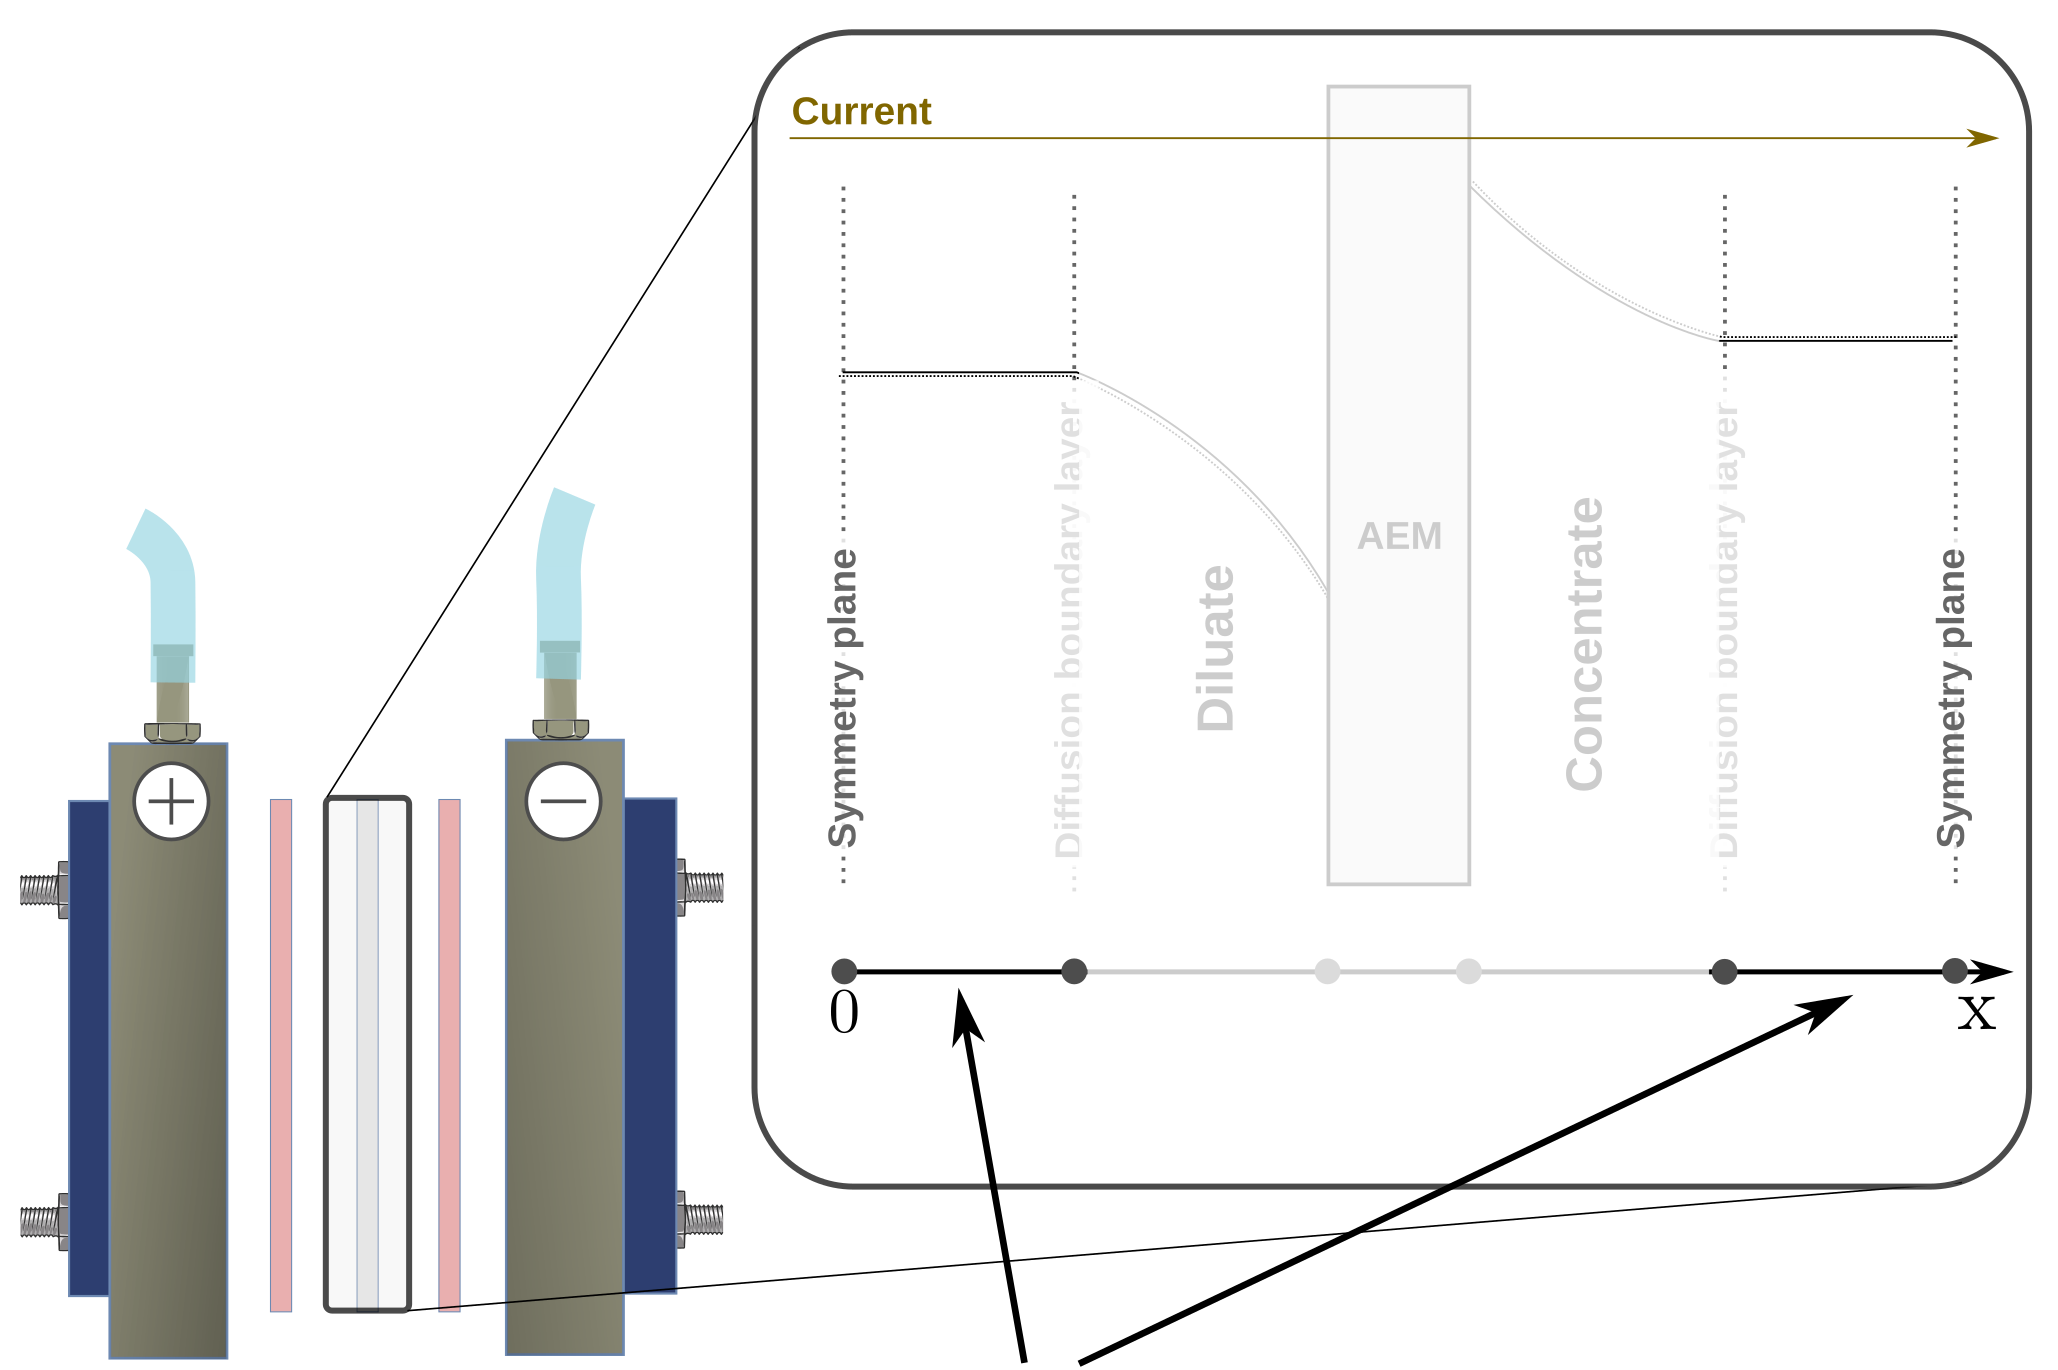 Current
Symmetry plane
Diffusion boundary layer
Diluate
AEM
Concentrate
Diffusion boundary layer
Symmetry plane
+
−
0
x